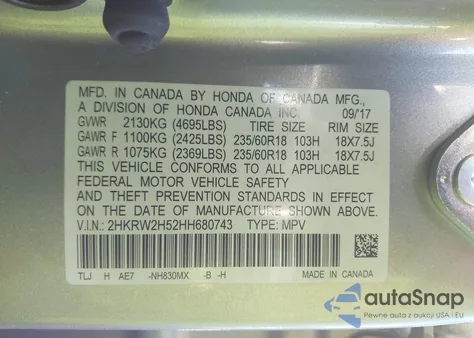 MFD. IN CANADA BY HONDA OF CANADA MFG.,
A DIVISION OF HONDA CANADA INC. 09/17
GVWR 2130KG (4695LBS) TIRE SIZE RIM SIZE
GAWR F 1100KG (2425LBS) 235/60R18 103H 18X7.5J
GAWR R 1075KG (2369LBS) 235/60R18 103H 18X7.5J
THIS VEHICLE CONFORMS TO ALL APPLICABLE
FEDERAL MOTOR VEHICLE SAFETY
AND THEFT PREVENTION STANDARDS IN EFFECT
ON THE DATE OF MANUFACTURE SHOWN ABOVE.
V.I.N.: 2HKRW2H52HH680743 TYPE: MPV
TLJ H AE7 -NH830MX -B -H MADE IN CANADA
autoSnap
Pewne auta z aukcji USA i EU